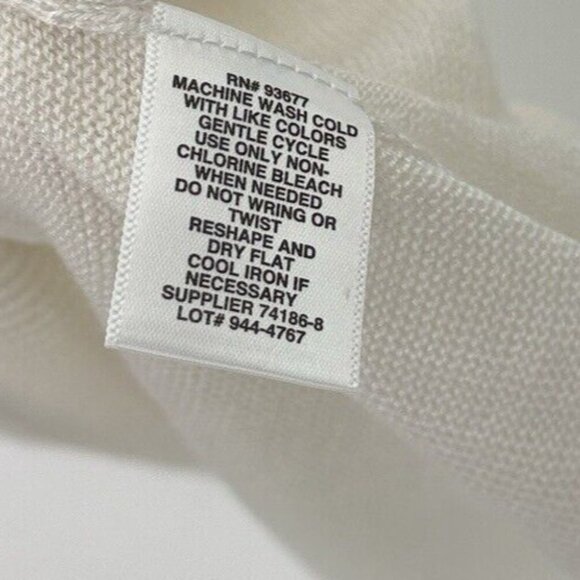 RN# 93677
MACHINE WASH COLD
WITH LIKE COLORS
GENTLE CYCLE
USE ONLY NON-
CHLORINE BLEACH
WHEN NEEDED
DO NOT WRING OR
TWIST
RESHAPE AND
DRY FLAT
COOL IRON IF
NECESSARY
SUPPLIER 74186-8
LOT# 944-4767